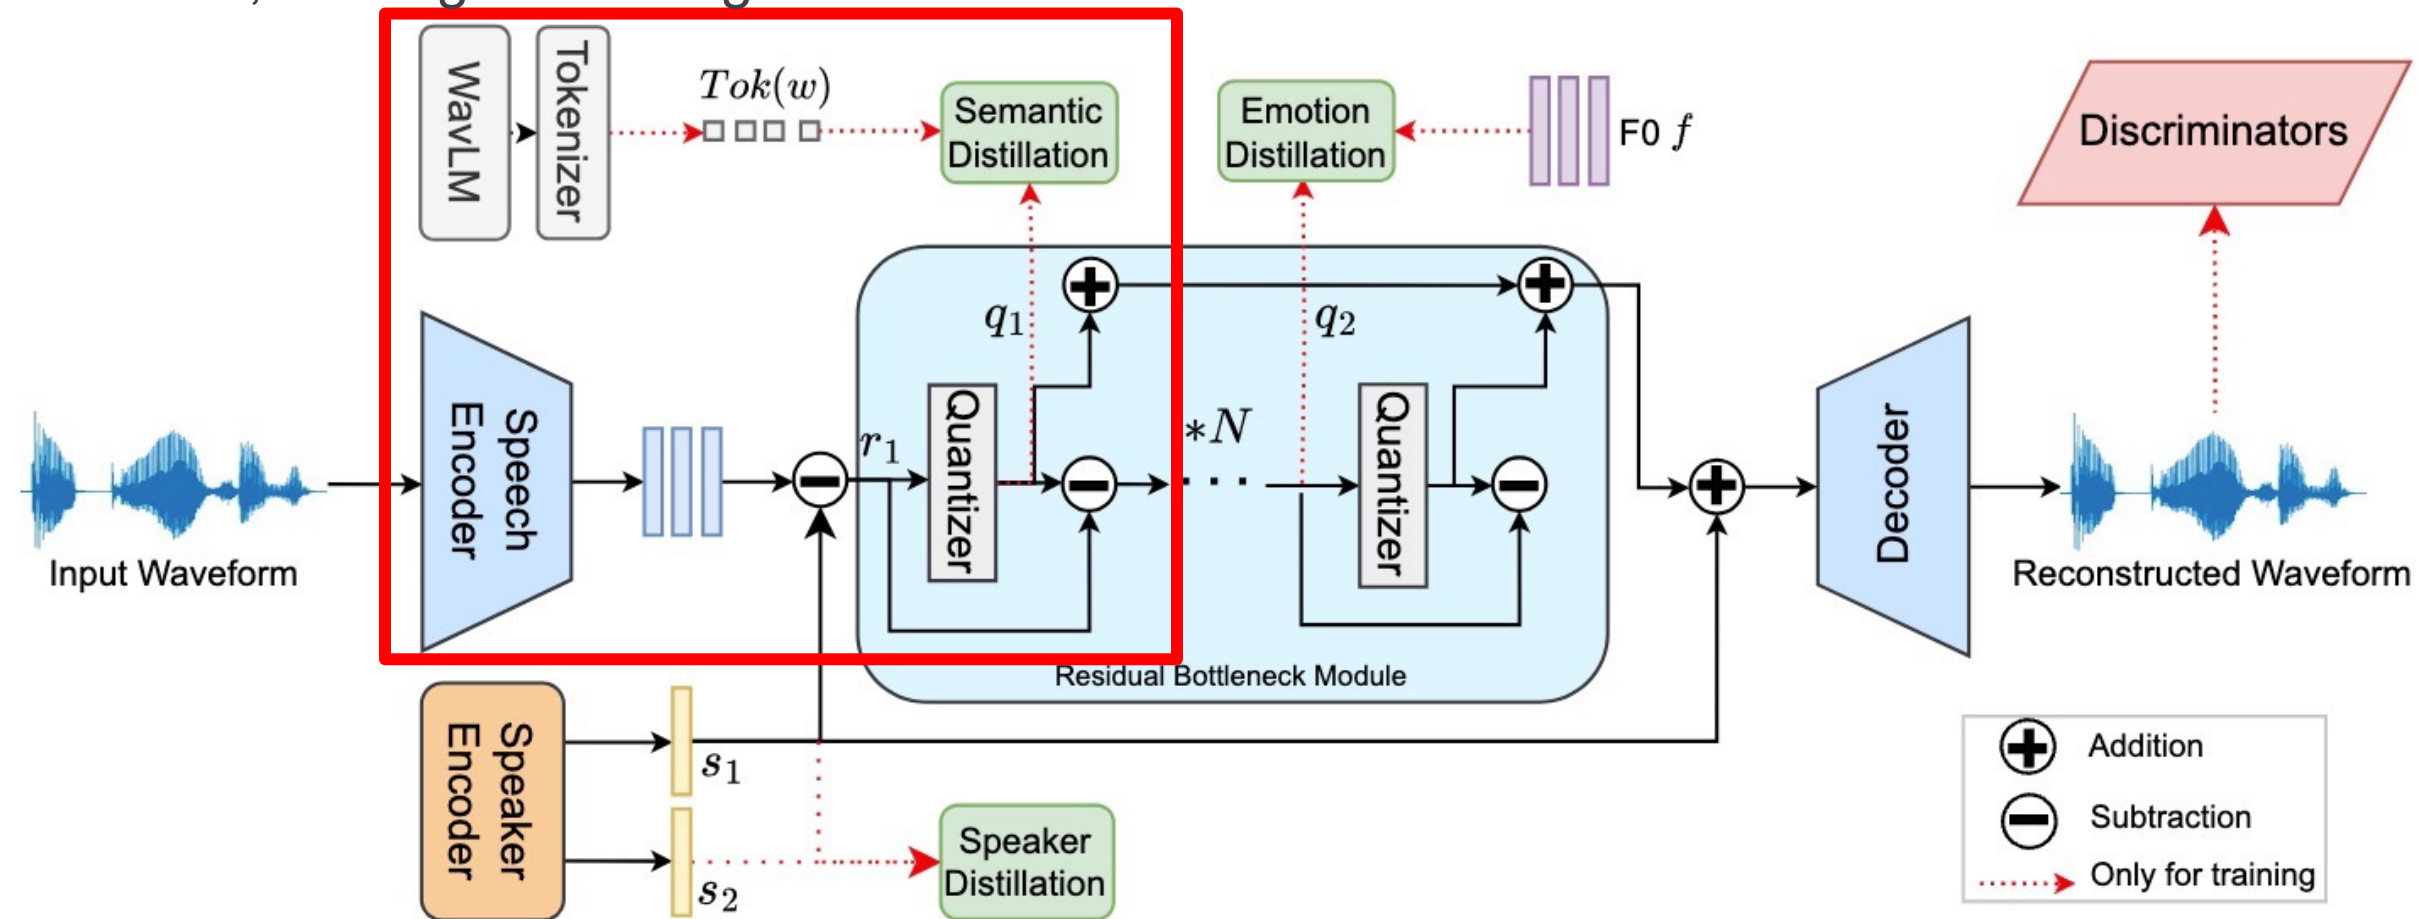 WavLM
Tokenizer
Tok(w)
Semantic
Distillation
Emotion
Distillation
F0 f
Discriminators
q₁
q₂
Speech
Encoder
r₁
Quantizer
*N
...
Quantizer
Decoder
Input Waveform
Reconstructed Waveform
Residual Bottleneck Module
Speaker
Encoder
s₁
s₂
Speaker
Distillation
Addition
Subtraction
Only for training